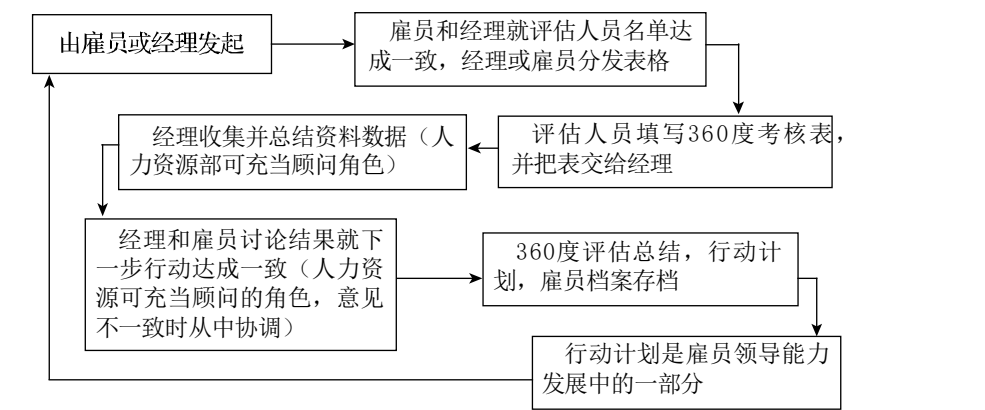 由雇员或经理发起
雇员和经理就评估人员名单达
成一致，经理或雇员分发表格
评估人员填写360度考核表，
并把表交给经理
经理收集并总结资料数据（人
力资源部可充当顾问角色）
经理和雇员讨论结果就下
一步行动达成一致（人力资
源可充当顾问的角色，意见
不一致时从中协调）
360度评估总结，行动计
划，雇员档案存档
行动计划是雇员领导能力
发展中的一部分